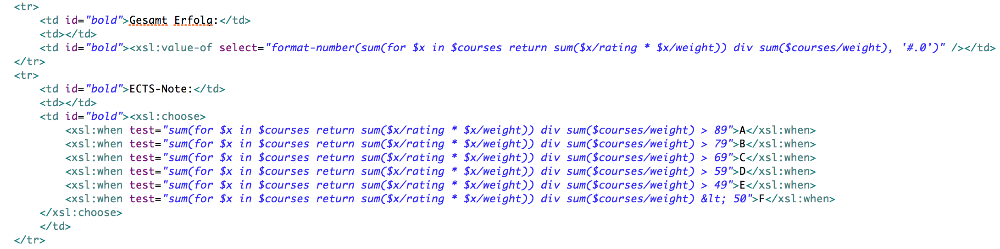 <tr>
<td id="bold">Gesamt Erfolg:</td>
<td></td>
<td id="bold"><xsl:value-of select="format-number(sum(for $x in $courses return sum($x/rating * $x/weight)) div sum($courses/weight), '#.0')" /></td>
</tr>
<tr>
<td id="bold">ECTS-Note:</td>
<td></td>
<td id="bold"><xsl:choose>
<xsl:when test="sum(for $x in $courses return sum($x/rating * $x/weight)) div sum($courses/weight) > 89">A</xsl:when>
<xsl:when test="sum(for $x in $courses return sum($x/rating * $x/weight)) div sum($courses/weight) > 79">B</xsl:when>
<xsl:when test="sum(for $x in $courses return sum($x/rating * $x/weight)) div sum($courses/weight) > 69">C</xsl:when>
<xsl:when test="sum(for $x in $courses return sum($x/rating * $x/weight)) div sum($courses/weight) > 59">D</xsl:when>
<xsl:when test="sum(for $x in $courses return sum($x/rating * $x/weight)) div sum($courses/weight) > 49">E</xsl:when>
<xsl:when test="sum(for $x in $courses return sum($x/rating * $x/weight)) div sum($courses/weight) &lt; 50">F</xsl:when>
</xsl:choose>
</td>
</tr>